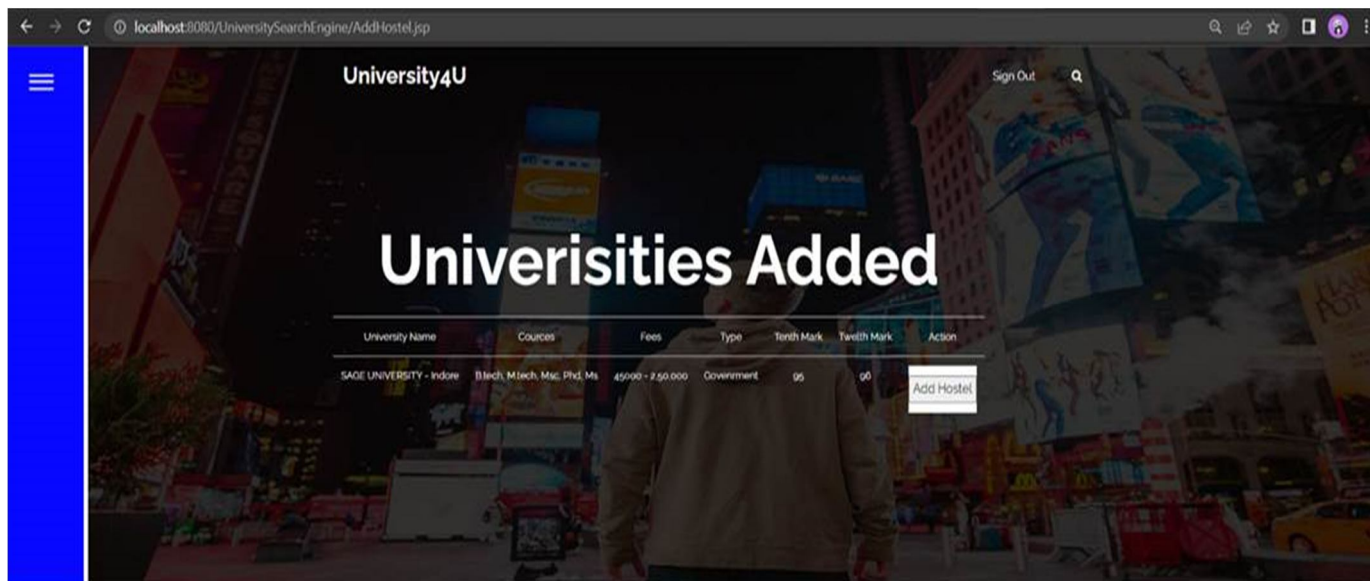 localhost:8080/UniversitySearchEngine/AddHostel.jsp
University4U
Sign Out
Univerisities Added
University Name Cources Fees Type Tenth Mark Twelth Mark Action
SAGE UNIVERSITY - Indore B.tech, M.tech, Msc, Phd, Ms 45000 - 2,50,000 Government 95 96 Add Hostel